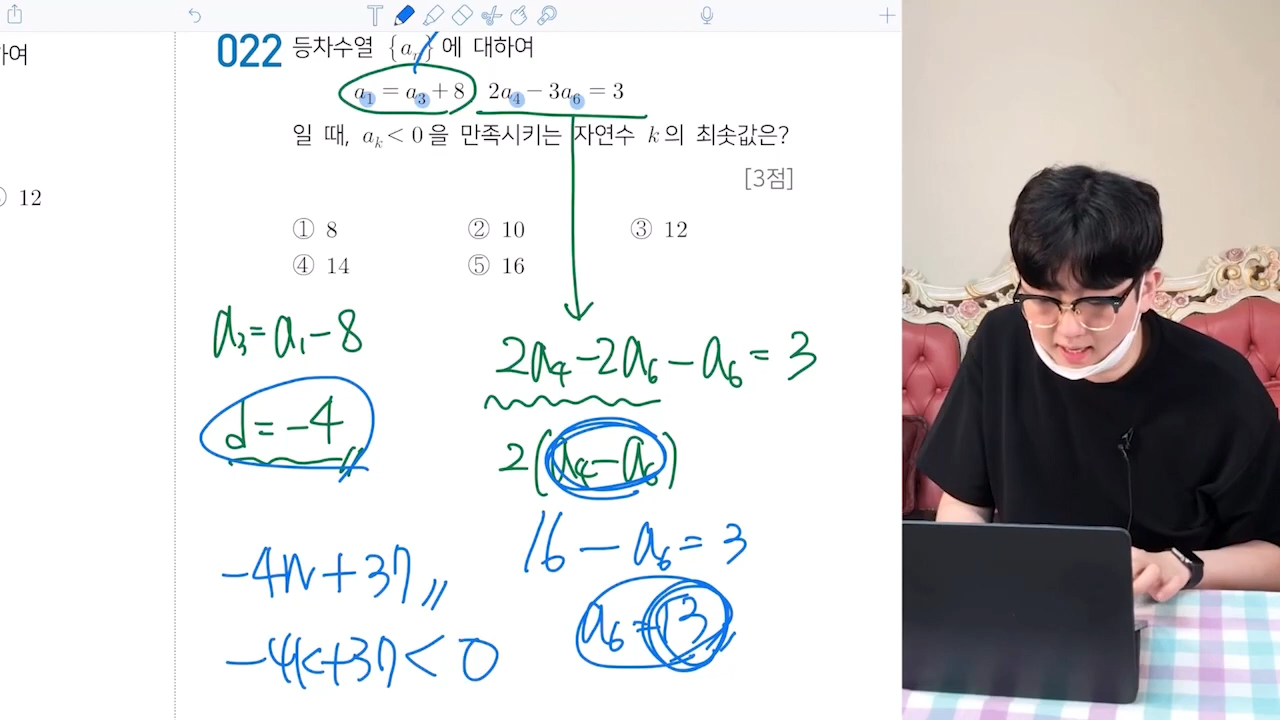 하여
022 등차수열 {aₙ}에 대하여
a₁ = a₃ + 8 2a₄ − 3a₆ = 3
일 때, aₖ < 0을 만족시키는 자연수 k의 최솟값은?
[3점]
12
① 8 ② 10 ③ 12
④ 14 ⑤ 16
a₃ = a₁ − 8
2a₄ − 2a₆ − a₆ = 3
d = −4
2(a₄ − a₆)
16 − a₆ = 3
−4n + 37
a₆ = 13
−4k + 37 < 0